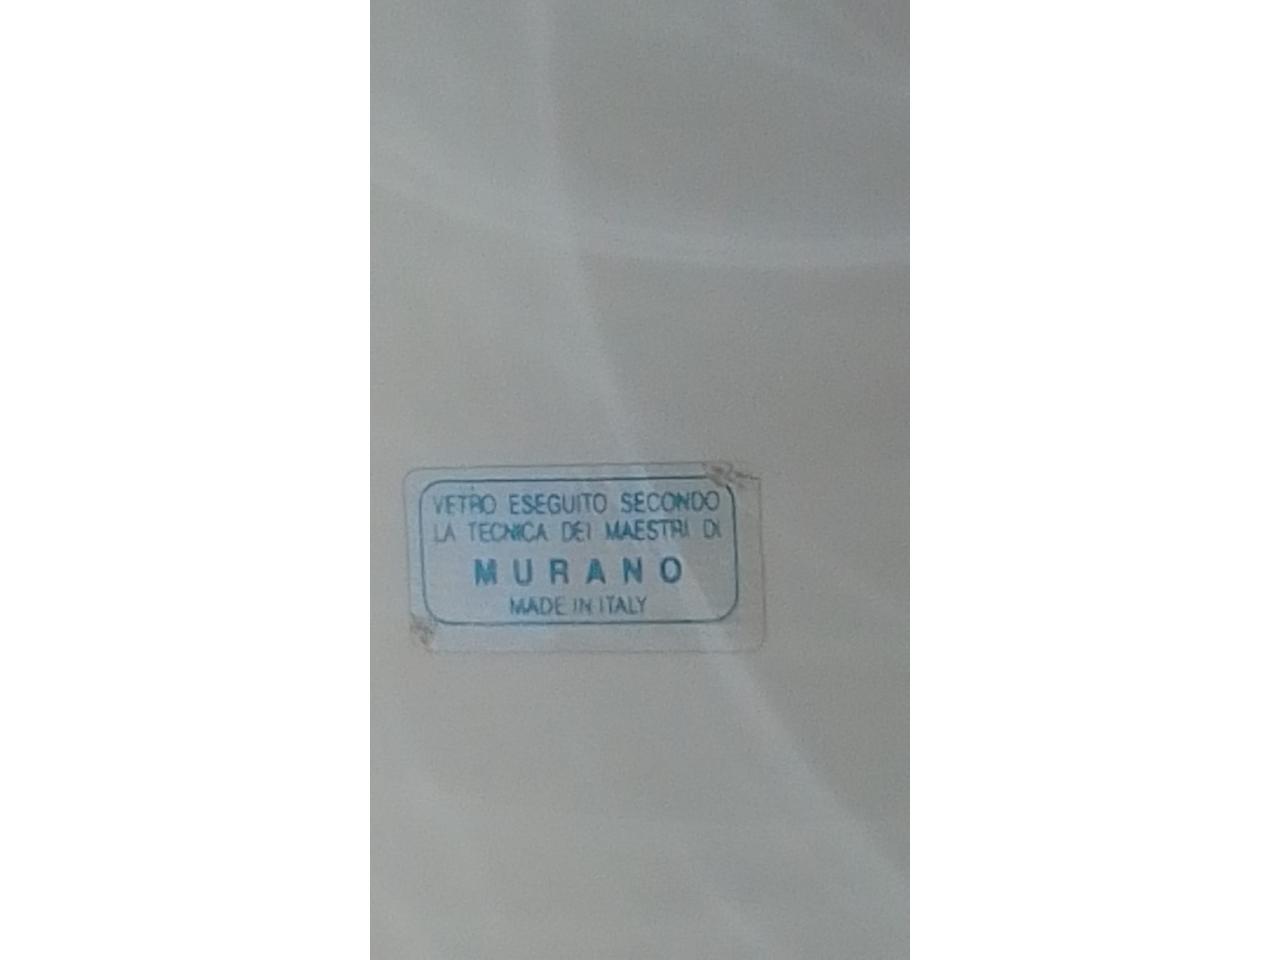 VETRO ESEGUITO SECONDO
LA TECNICA DEI MAESTRI DI
MURANO
MADE IN ITALY